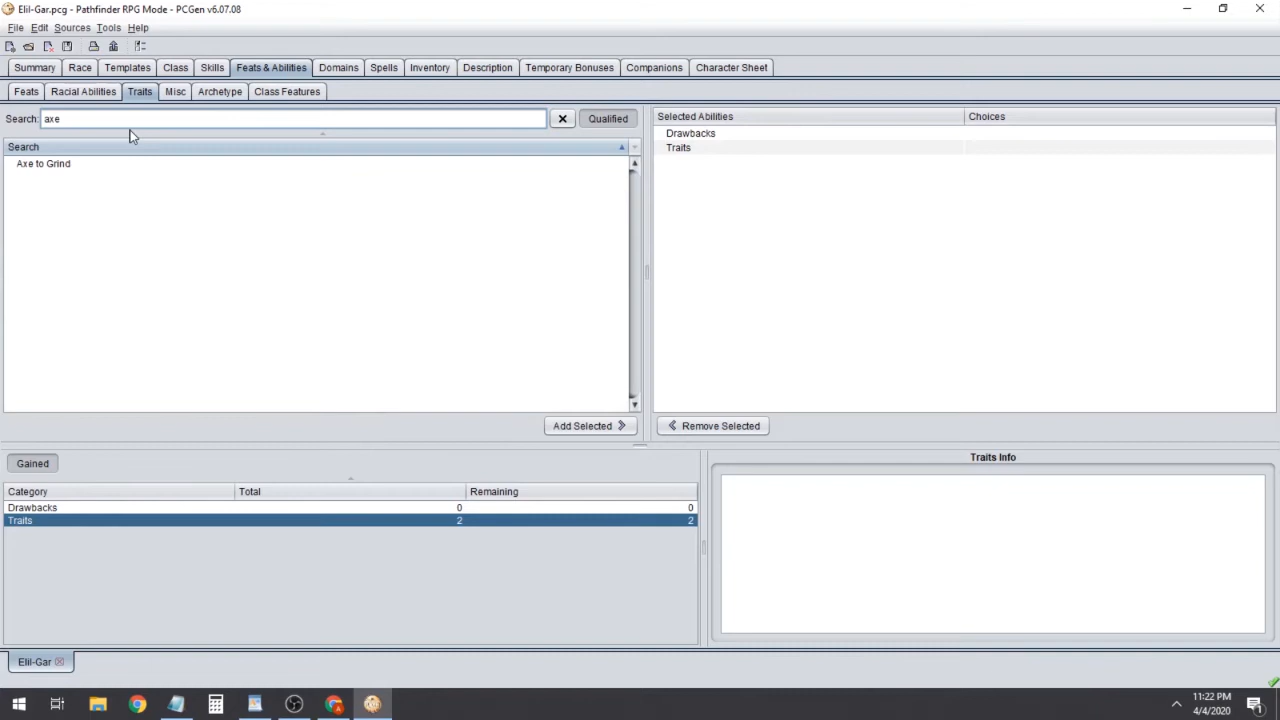 Elil-Gar.pcg - Pathfinder RPG Mode - PCGen v6.07.08
File Edit Sources Tools Help
Summary Race Templates Class Skills Feats & Abilities Domains Spells Inventory Description Temporary Bonuses Companions Character Sheet
Feats Racial Abilities Traits Misc Archetype Class Features
Search: axe Qualified
Selected Abilities Choices
Search
Drawbacks
Traits
Axe to Grind
Add Selected
Remove Selected
Gained
Traits Info
Category Total Remaining
Drawbacks 0 0
Traits 2 2
Elil-Gar
11:22 PM
4/4/2020
1